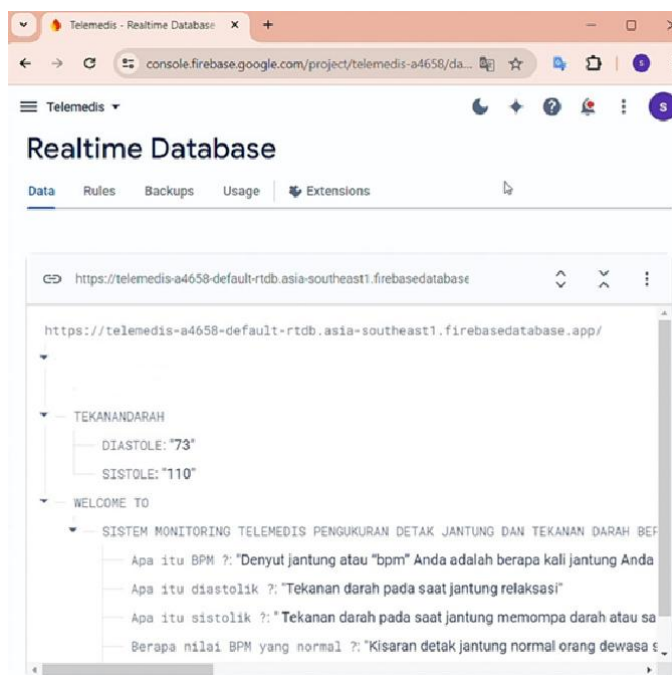 Telemedis - Realtime Database
console.firebase.google.com/project/telemedis-a4658/da...
S
Telemedis
S
Realtime Database
Data Rules Backups Usage Extensions
https://telemedis-a4658-default-rtdb.asia-southeast1.firebasedatabase
https://telemedis-a4658-default-rtdb.asia-southeast1.firebasedatabase.app/
TEKANANDARAH
DIASTOLE: "73"
SISTOLE: "110"
WELCOME TO
SISTEM MONITORING TELEMEDIS PENGUKURAN DETAK JANTUNG DAN TEKANAN DARAH BER
Apa itu BPM ?: "Denyut jantung atau "bpm" Anda adalah berapa kali jantung Anda
Apa itu diastolik ?: "Tekanan darah pada saat jantung relaksasi"
Apa itu sistolik ?: " Tekanan darah pada saat jantung memompa darah atau sa
Berapa nilai BPM yang normal ?: "Kisaran detak jantung normal orang dewasa s